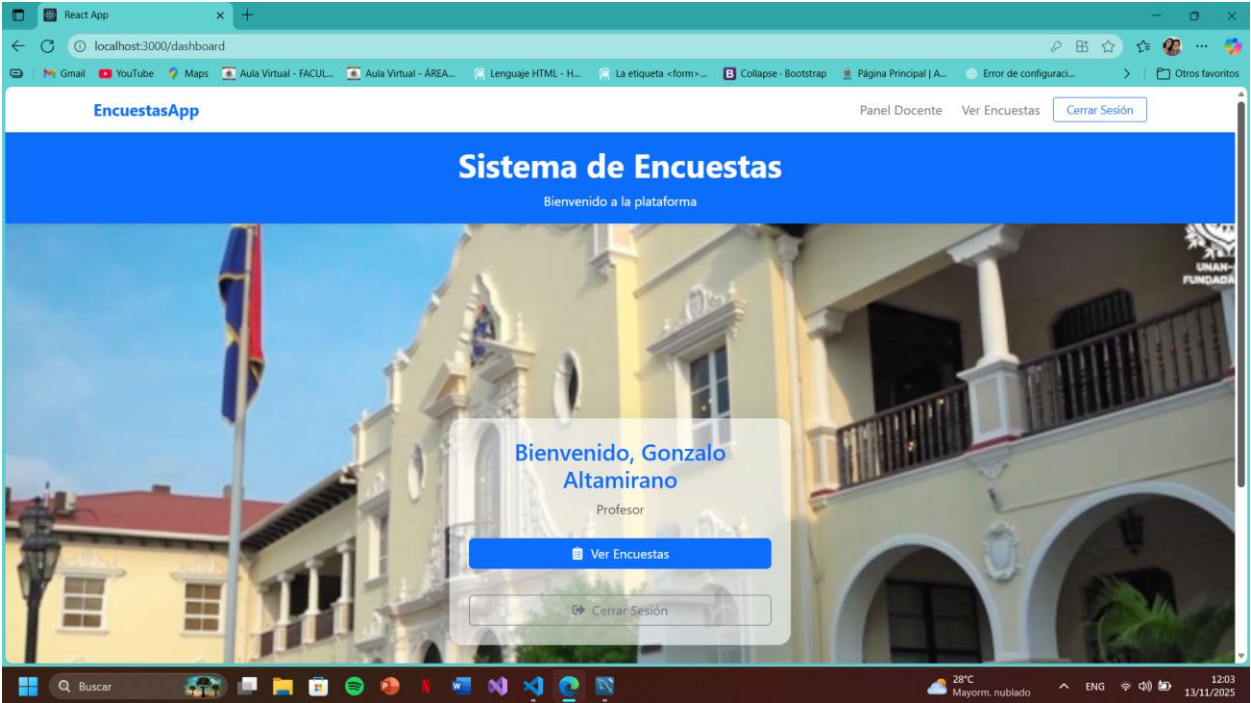 React App
localhost:3000/dashboard
Gmail YouTube Maps Aula Virtual - FACUL... Aula Virtual - ÁREA... Lenguaje HTML - H... La etiqueta <form>... Collapse · Bootstrap Página Principal | A... Error de configuraci... Otros favoritos
EncuestasApp Panel Docente Ver Encuestas Cerrar Sesión
Sistema de Encuestas
Bienvenido a la plataforma
UNAN-
FUNDADA
Bienvenido, Gonzalo
Altamirano
Profesor
Ver Encuestas
Cerrar Sesión
Buscar
28°C
Mayorm. nublado
ENG
12:03
13/11/2025